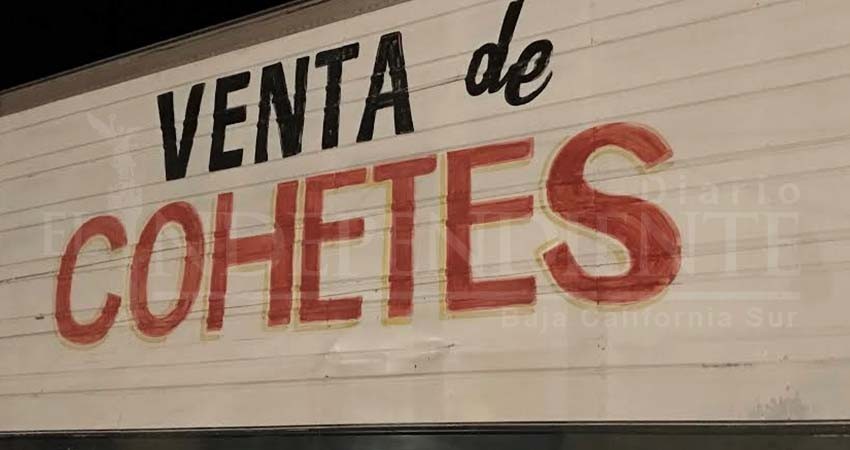 VENTA de
COHETES
Diario
EL INDEPENDIENTE
Baja California Sur